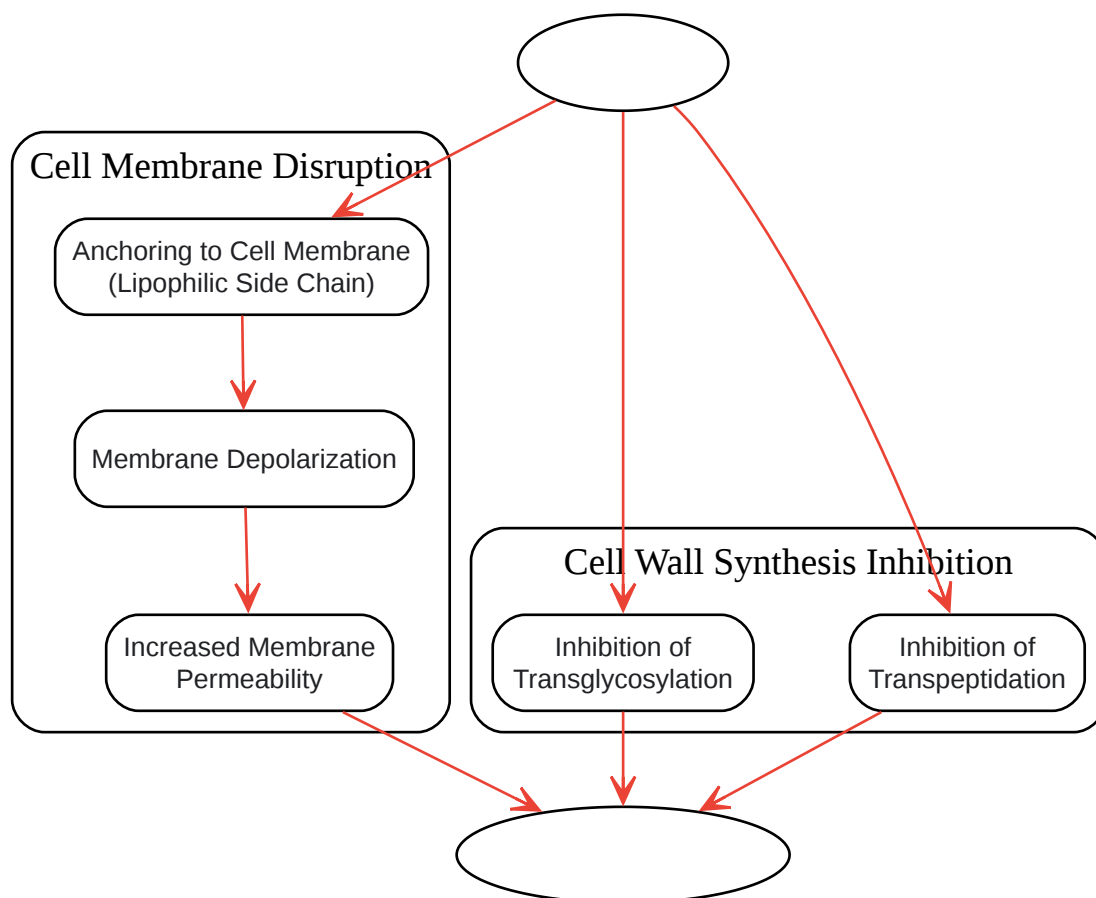 Cell Membrane Disruption
Anchoring to Cell Membrane
(Lipophilic Side Chain)
Membrane Depolarization
Increased Membrane
Permeability
Cell Wall Synthesis Inhibition
Inhibition of
Transglycosylation
Inhibition of
Transpeptidation